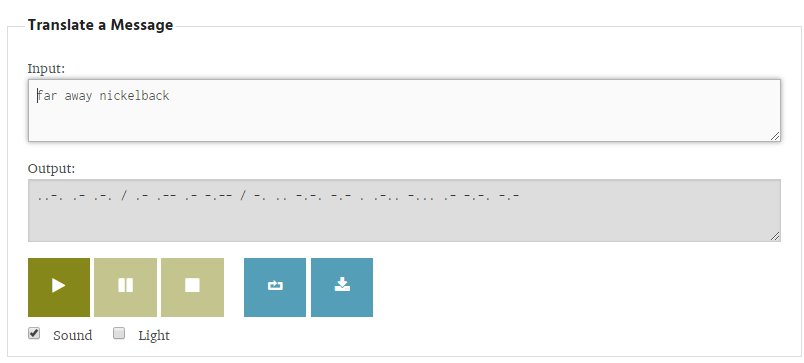 Translate a Message
Input:
far away nickelback
Output:
..-. .- .-. / .- .-- .- -.-- / -. .. -.-. -.- . .-.. -... .- -.-. -.-
Sound
Light